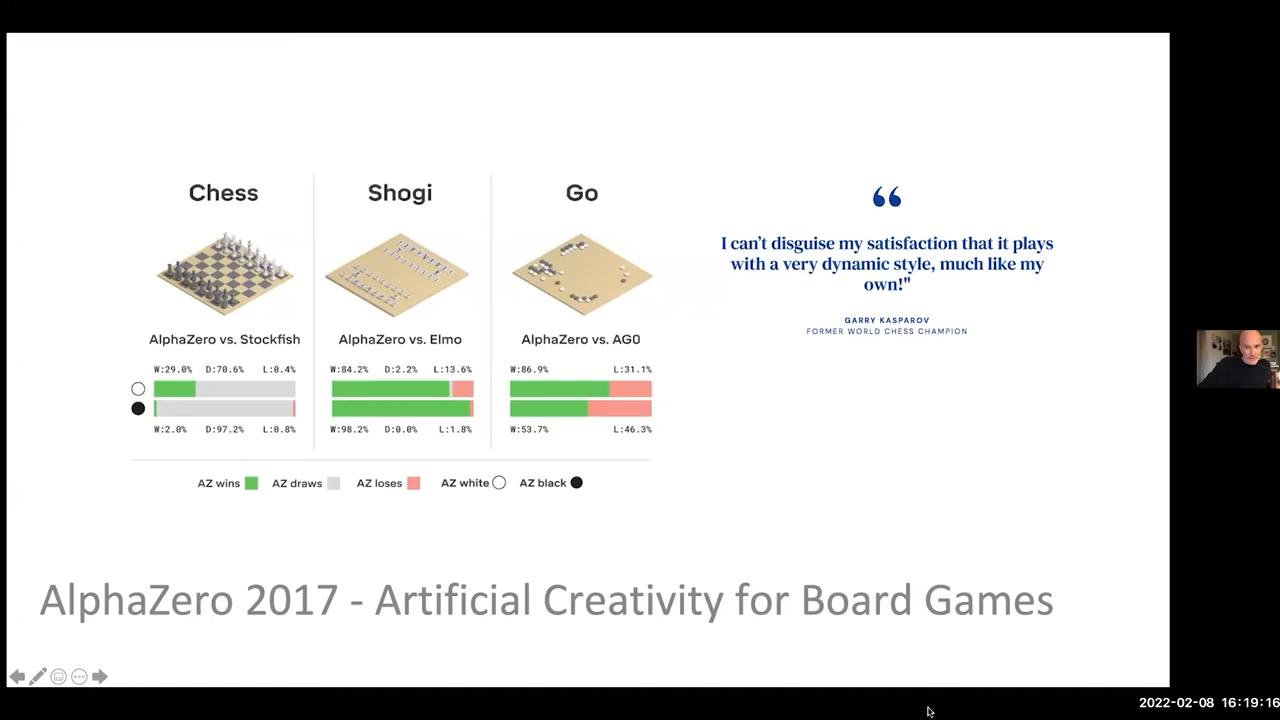 Chess
Shogi
Go
“
I can’t disguise my satisfaction that it plays
with a very dynamic style, much like my
own!"
GARRY KASPAROV
FORMER WORLD CHESS CHAMPION
AlphaZero vs. Stockfish
AlphaZero vs. Elmo
AlphaZero vs. AG0
W:29.0% D:70.6% L:0.4%
W:84.2% D:2.2% L:13.6%
W:86.9% L:31.1%
W:2.0% D:97.2% L:0.8%
W:98.2% D:0.0% L:1.8%
W:53.7% L:46.3%
AZ wins AZ draws AZ loses AZ white AZ black
AlphaZero 2017 - Artificial Creativity for Board Games
2022-02-08 16:19:16